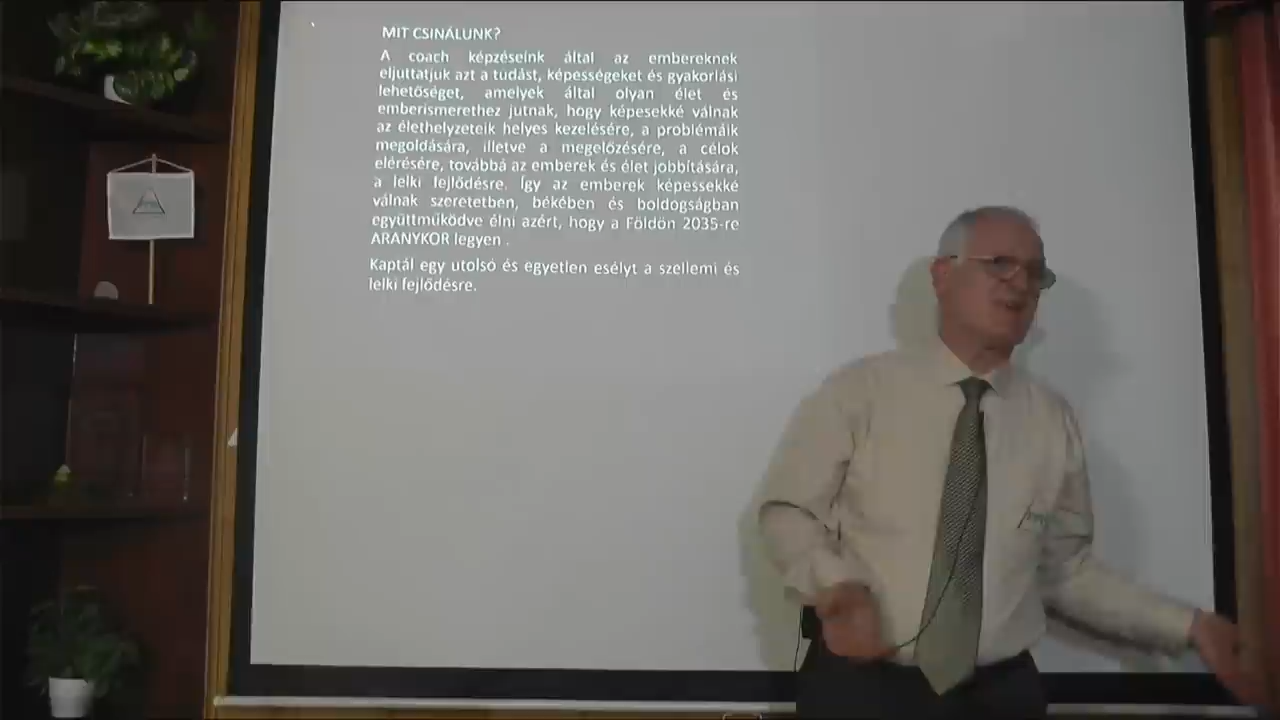 MIT CSINÁLUNK?
A coach képzéseink által az embereknek
eljuttatjuk azt a tudást, képességeket és gyakorlási
lehetőséget, amelyek által olyan élet és
emberismerethez jutnak, hogy képesekké válnak
az élethelyzeteik helyes kezelésére, a problémáik
megoldására, illetve a megelőzésére, a célok
elérésére, továbbá az emberek és élet jobbítására,
a lelki fejlődésre. Így az emberek képessekké
válnak szeretetben, békében és boldogságban
együttműködve élni azért, hogy a Földön 2035-re
ARANYKOR legyen .
Kaptál egy utolsó és egyetlen esélyt a szellemi és
lelki fejlődésre.